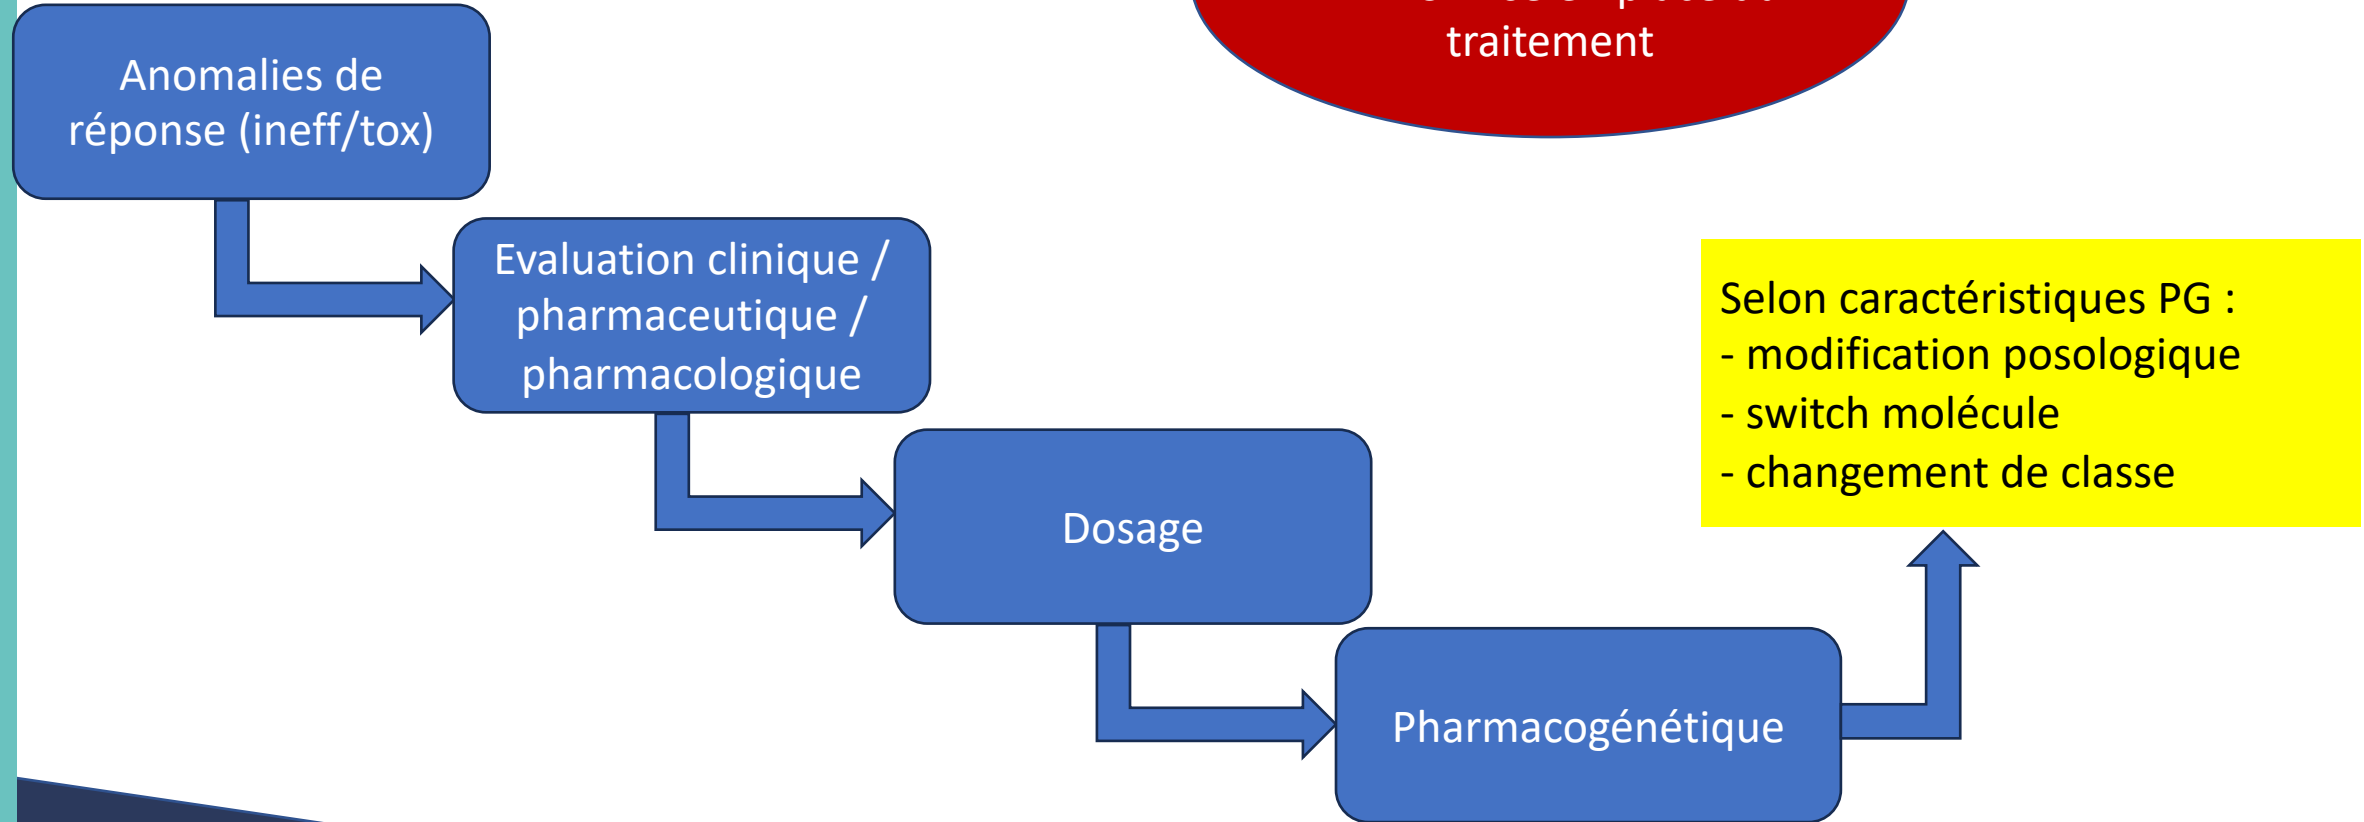 traitement
Anomalies de
réponse (ineff/tox)
Evaluation clinique /
pharmaceutique /
pharmacologique
Selon caractéristiques PG :
- modification posologique
- switch molécule
- changement de classe
Dosage
Pharmacogénétique